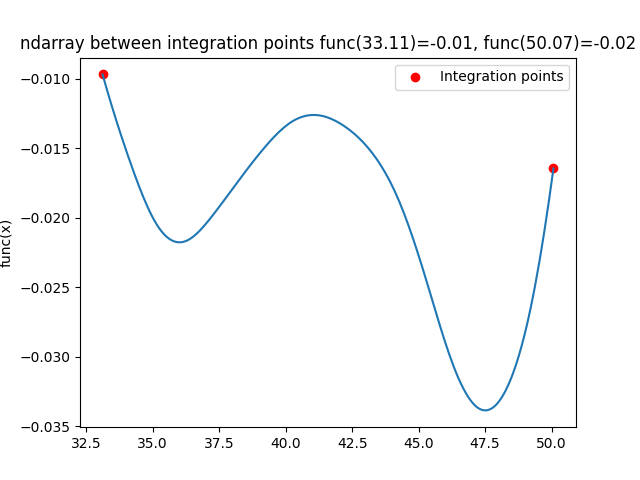 ndarray between integration points func(33.11)=-0.01, func(50.07)=-0.02
Integration points
func(x)
−0.010
−0.015
−0.020
−0.025
−0.030
−0.035
32.5 35.0 37.5 40.0 42.5 45.0 47.5 50.0